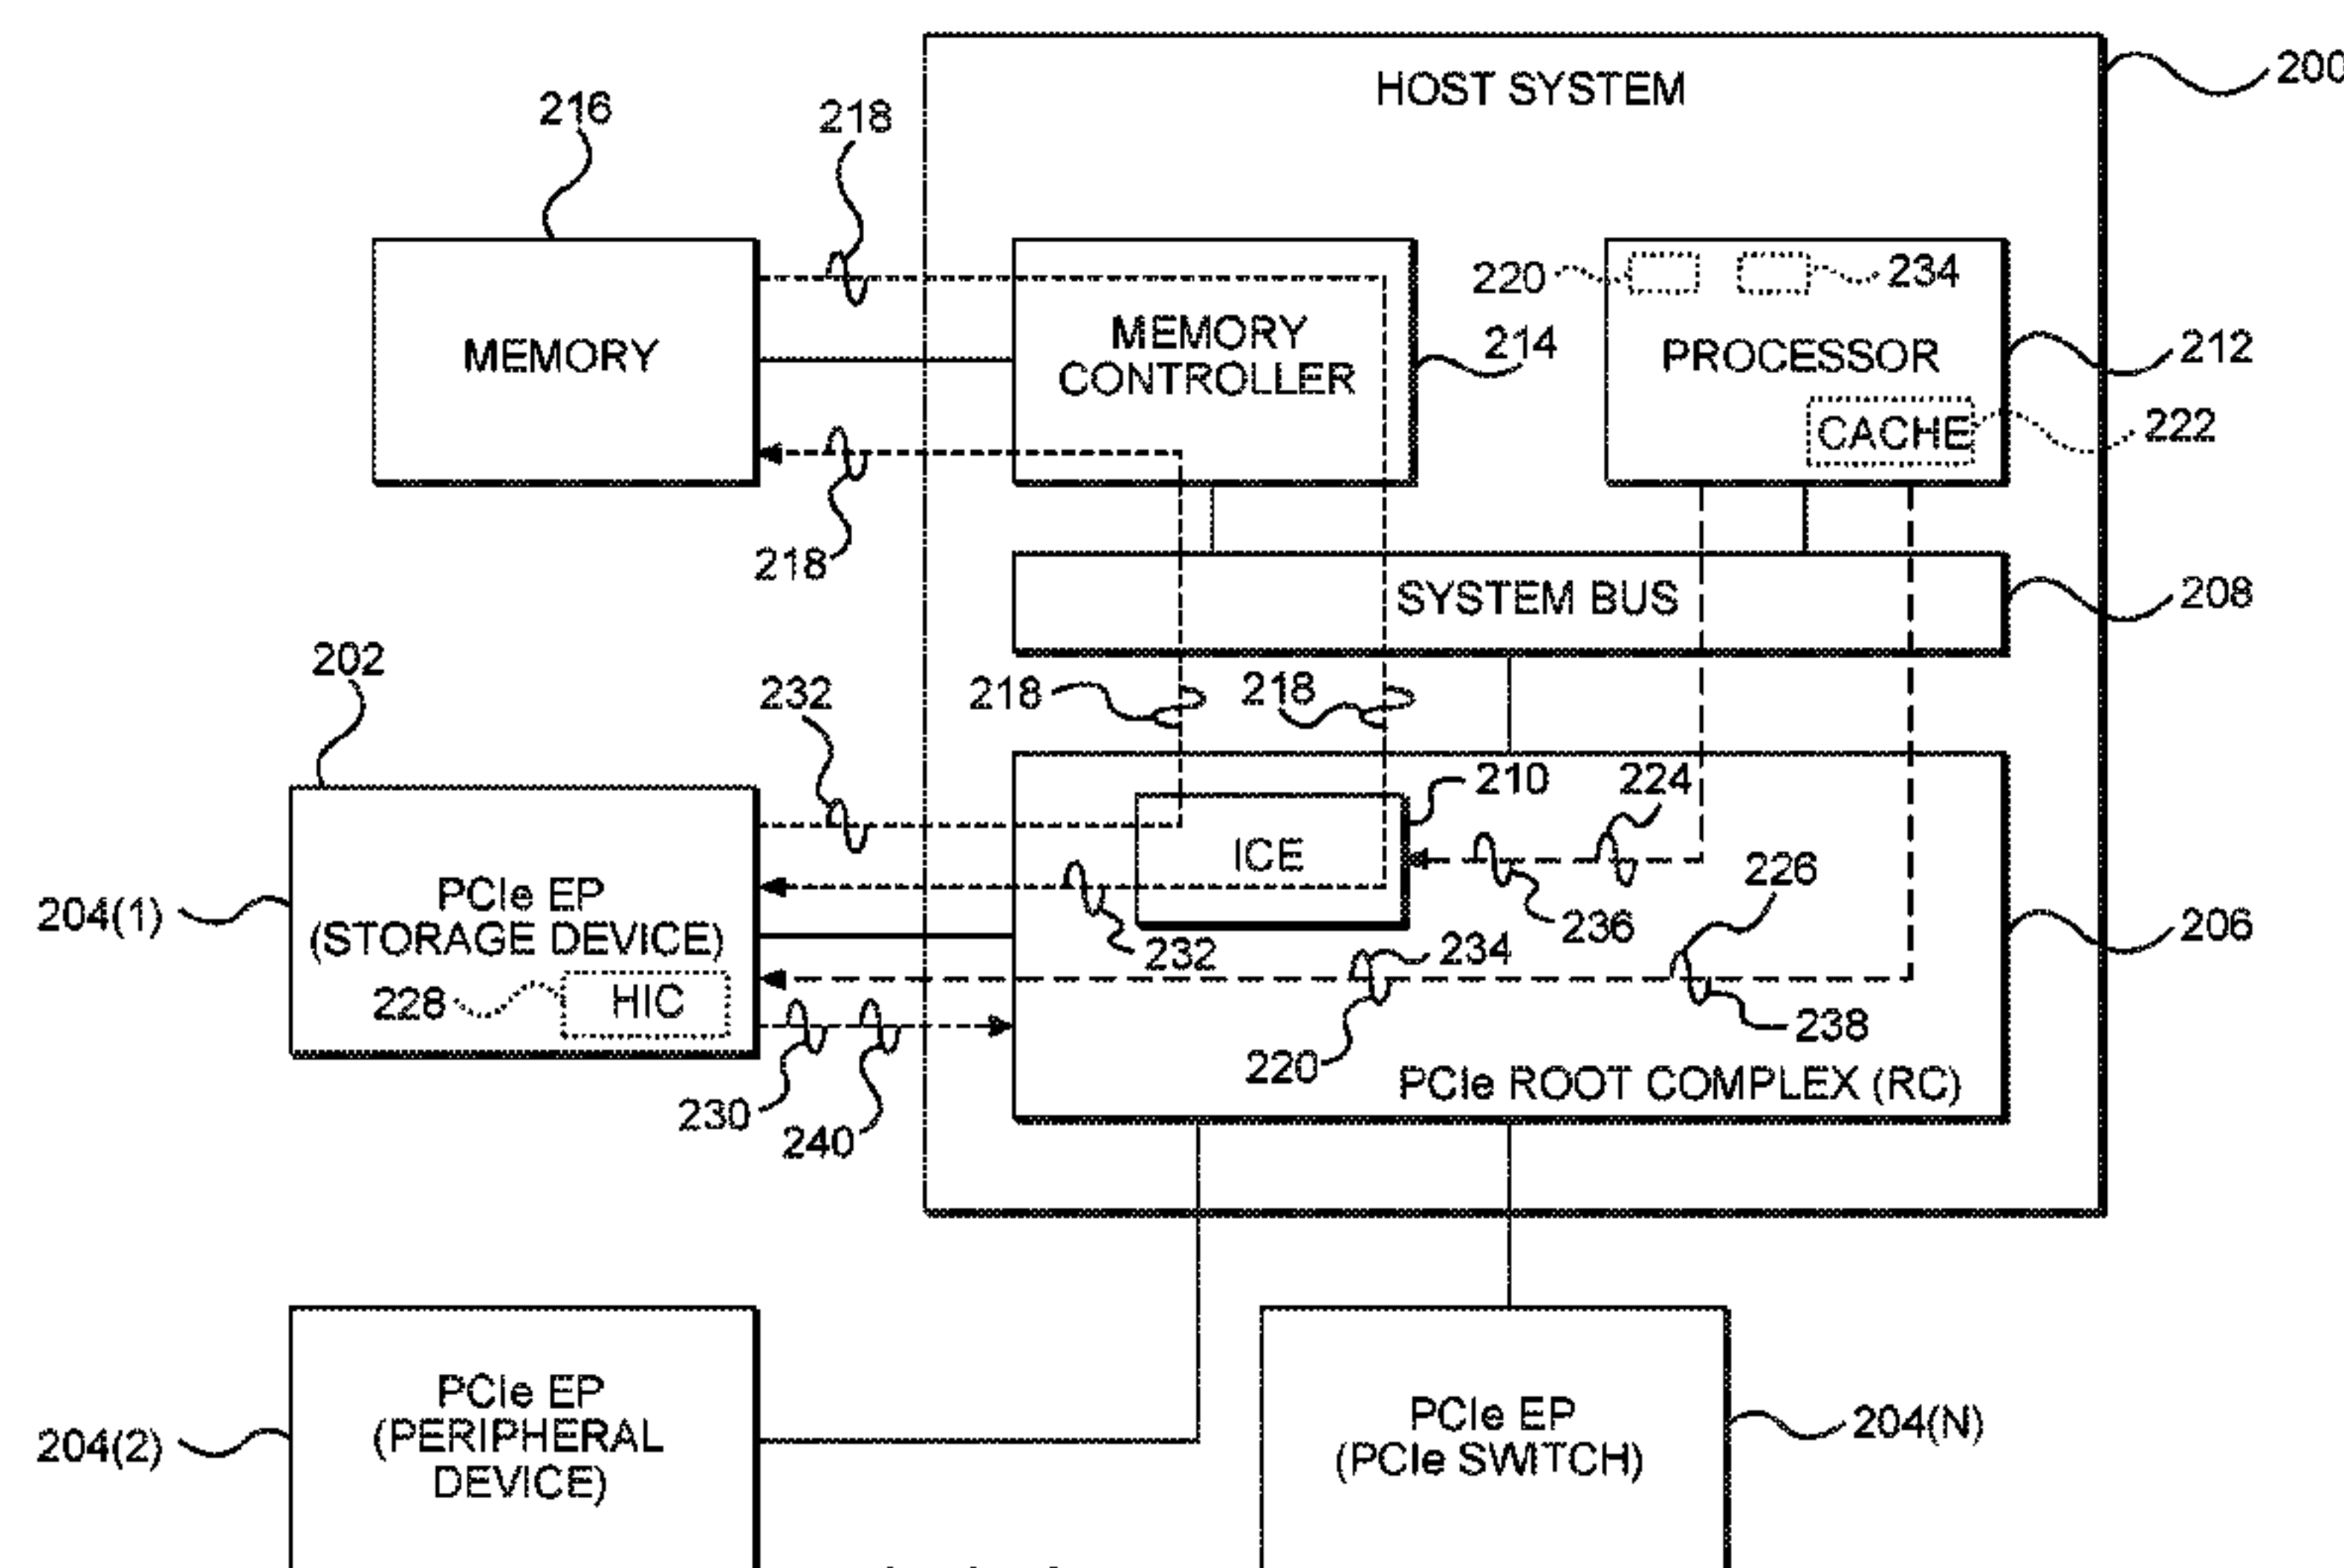 HOST SYSTEM
200
216
218
220
234
MEMORY
MEMORY
CONTROLLER
214
PROCESSOR
212
CACHE
222
218
SYSTEM BUS
208
202
232
218
218
210
224
ICE
226
204(1)
PCIe EP
(STORAGE DEVICE)
236
206
232
234
228
HIC
238
220
PCIe ROOT COMPLEX (RC)
230
240
204(2)
PCIe EP
(PERIPHERAL
DEVICE)
PCIe EP
(PCIe SWITCH)
204(N)